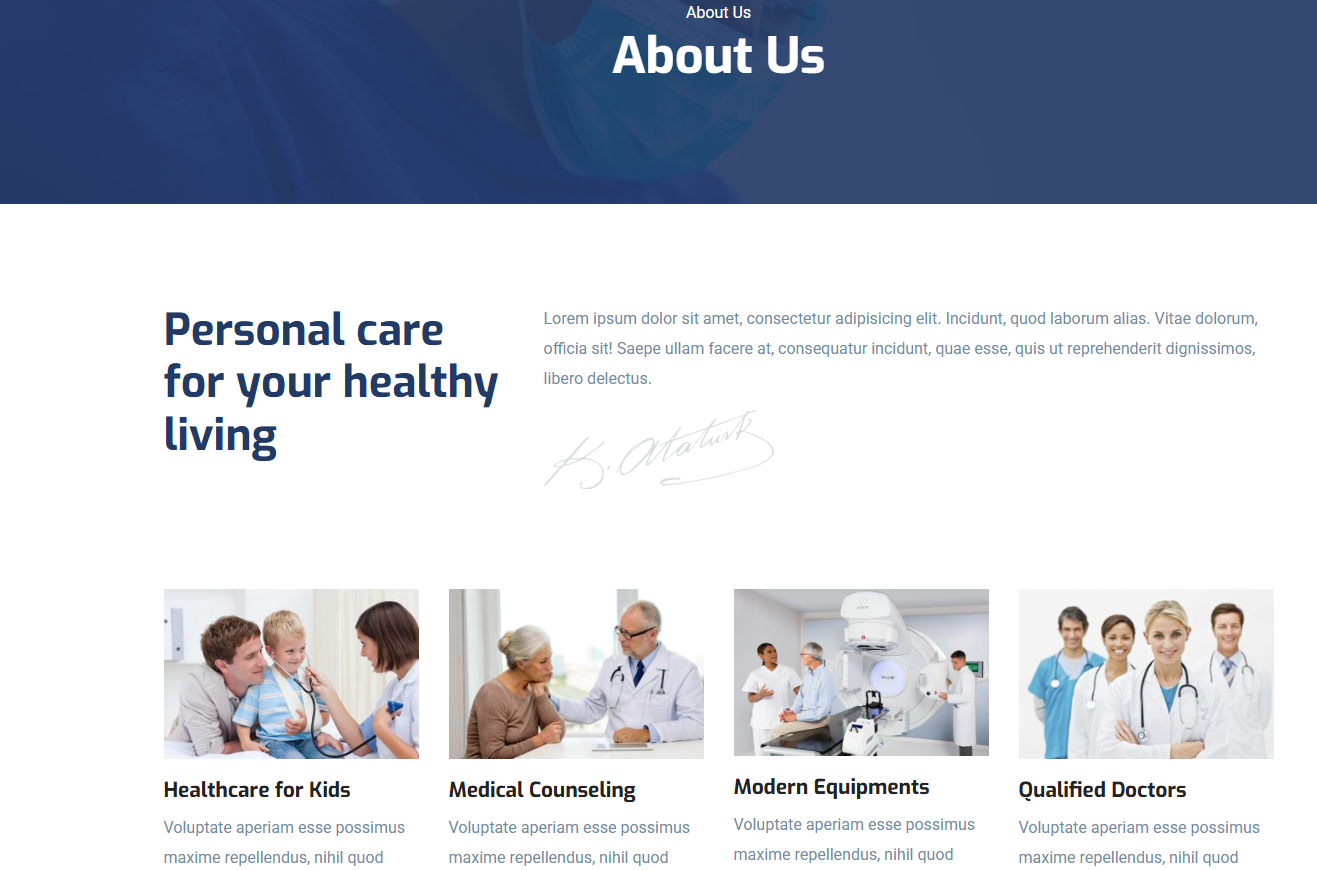 About Us
About Us
Personal care
for your healthy
living
Lorem ipsum dolor sit amet, consectetur adipisicing elit. Incidunt, quod laborum alias. Vitae dolorum,
officia sit! Saepe ullam facere at, consequatur incidunt, quae esse, quis ut reprehenderit dignissimos,
libero delectus.
K. Atatürk
Healthcare for Kids
Voluptate aperiam esse possimus
maxime repellendus, nihil quod
Medical Counseling
Voluptate aperiam esse possimus
maxime repellendus, nihil quod
Modern Equipments
Voluptate aperiam esse possimus
maxime repellendus, nihil quod
Qualified Doctors
Voluptate aperiam esse possimus
maxime repellendus, nihil quod